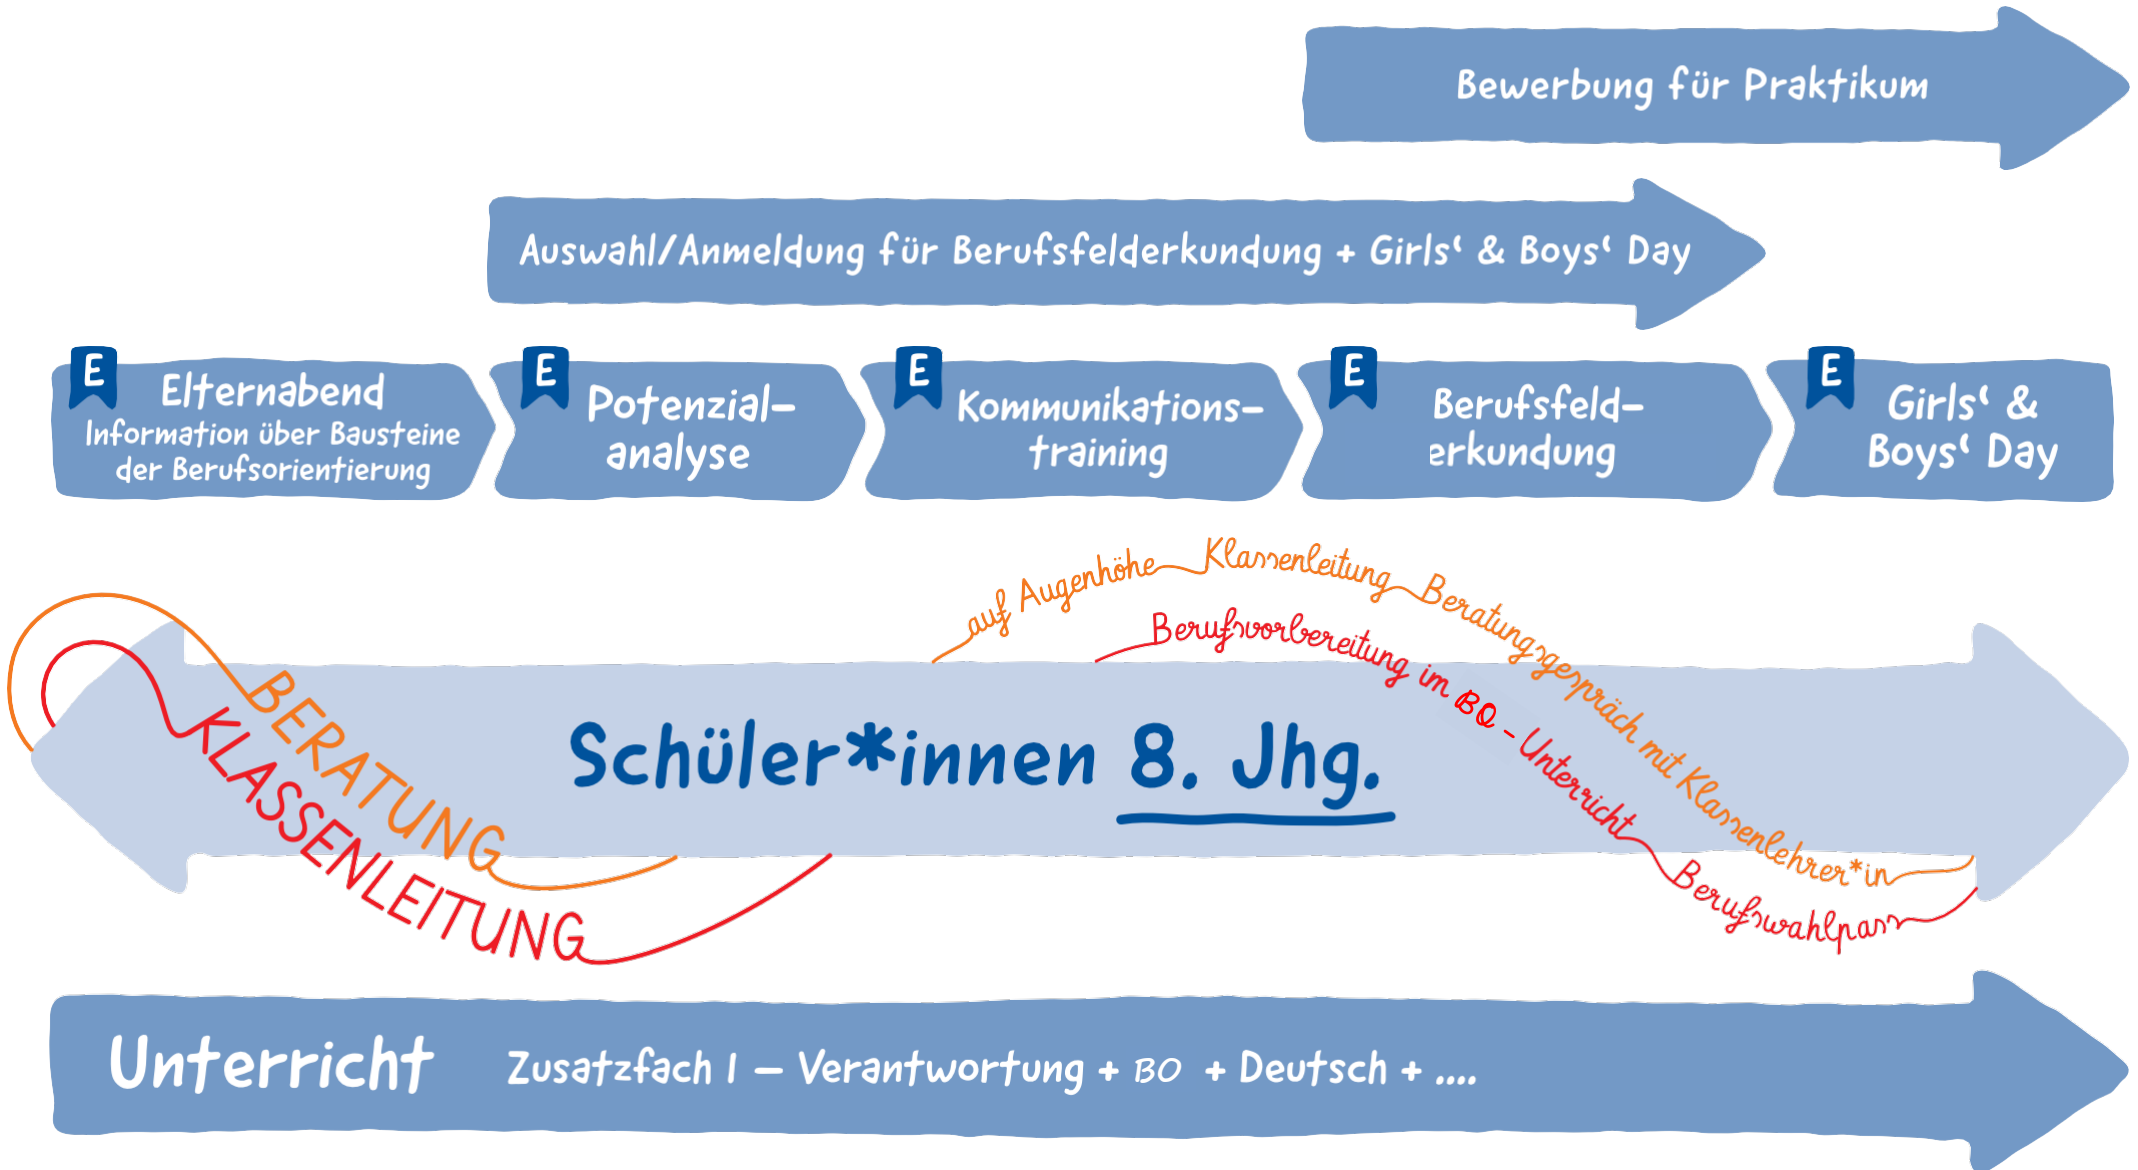 Bewerbung für Praktikum
Auswahl/Anmeldung für Berufsfelderkundung + Girls‘ & Boys‘ Day
E
Elternabend
Information über Bausteine
der Berufsorientierung
E
Potenzial-
analyse
E
Kommunikations-
training
E
Berufsfeld-
erkundung
E
Girls‘ &
Boys‘ Day
auf Augenhöhe Klassenleitung Beratungsgespräch mit Klassenlehrer*in
Berufsvorbereitung im BO - Unterricht Berufswahlpass
BERATUNG
KLASSENLEITUNG
Schüler*innen 8. Jhg.
Unterricht Zusatzfach 1 – Verantwortung + BO + Deutsch + ....